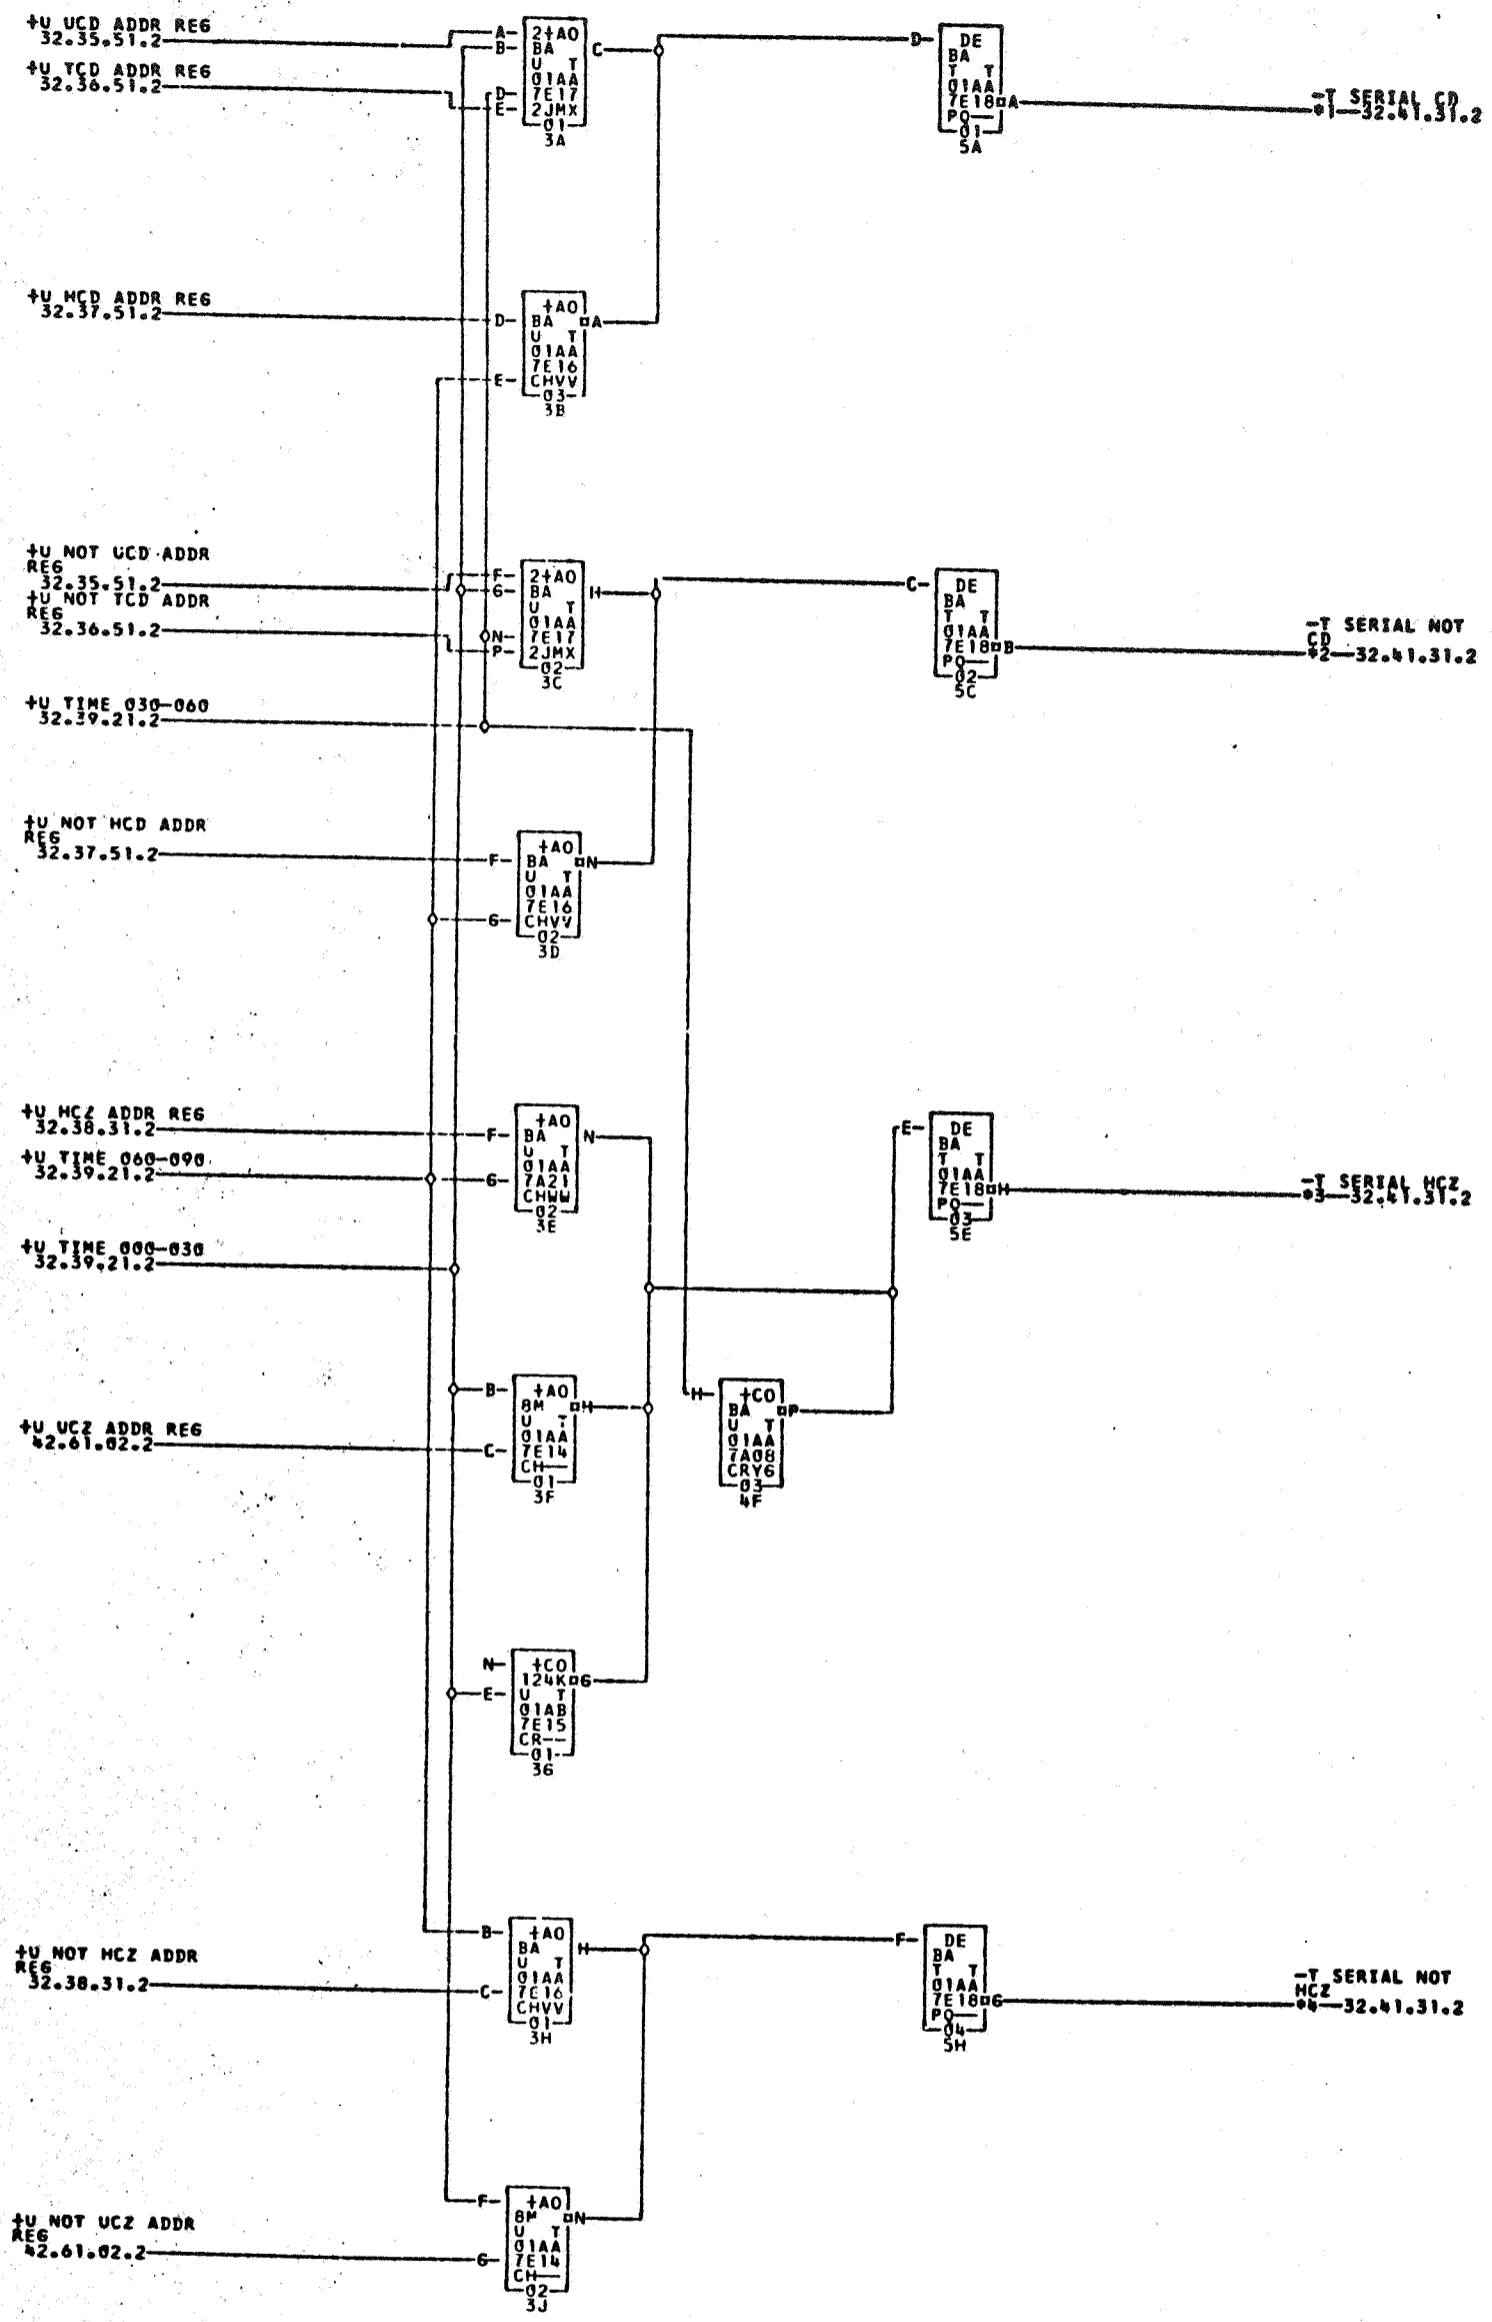 +U UCD ADDR REG
32.35.51.2
+U TCD ADDR REG
32.36.51.2
A
B
D
E
2+AO
BA
U T
01AA
7E17
2JMX
01
3A
C
D
DE
BA
T T
01AA
7E18
PQ
01
5A
A
-T SERIAL CD
*1-32.41.31.2
+U HCD ADDR REG
32.37.51.2
D
E
+AO
BA
U T
01AA
7E16
CHVV
03
3B
A
+U NOT UCD ADDR
REG
32.35.51.2
+U NOT TCD ADDR
REG
32.36.51.2
F
G
N
P
2+AO
BA
U T
01AA
7E17
2JMX
02
3C
H
C
DE
BA
T T
01AA
7E18
PQ
02
5C
B
-T SERIAL NOT
CD
*2-32.41.31.2
+U TIME 030-060
32.39.21.2
+U NOT HCD ADDR
REG
32.37.51.2
F
G
+AO
BA
U T
01AA
7E16
CHVV
02
3D
N
+U HCZ ADDR REG
32.38.31.2
+U TIME 060-090
32.39.21.2
F
G
+AO
BA
U T
01AA
7A21
CHWW
02
3E
N
E
DE
BA
T T
01AA
7E18
PQ
03
5E
H
-T SERIAL HCZ
*3-32.41.31.2
+U TIME 000-030
32.39.21.2
+U UCZ ADDR REG
42.61.02.2
B
C
+AO
8M
U T
01AA
7E14
CH
01
3F
H
H
+CO
BA
U T
01AA
7A08
CRY6
03
4F
P
N
E
+CO
124K
U T
01AB
7E15
CR--
01
3G
G
+U NOT HCZ ADDR
REG
32.38.31.2
B
C
+AO
BA
U T
01AA
7E16
CHVV
01
3H
H
F
DE
BA
T T
01AA
7E18
PQ
04
5H
G
-T SERIAL NOT
HCZ
*4-32.41.31.2
+U NOT UCZ ADDR
REG
42.61.02.2
F
G
+AO
8M
U T
01AA
7E14
CH
02
3J
N